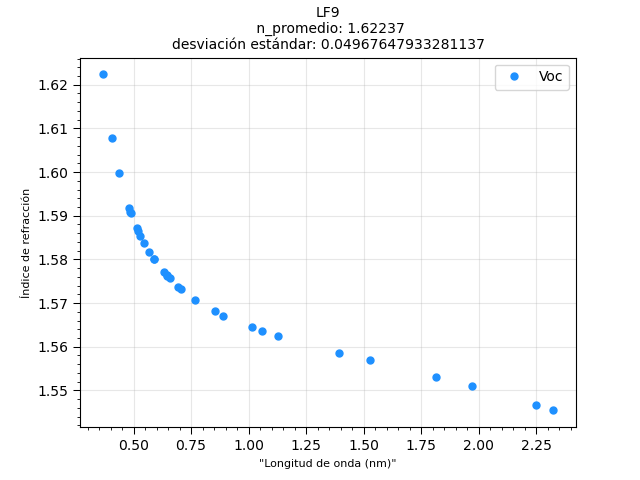 LF9
n_promedio: 1.62237
desviación estándar: 0.04967647933281137
Voc
1.62
1.61
1.60
1.59
1.58
1.57
1.56
1.55
Índice de refracción
0.50 0.75 1.00 1.25 1.50 1.75 2.00 2.25
"Longitud de onda (nm)"